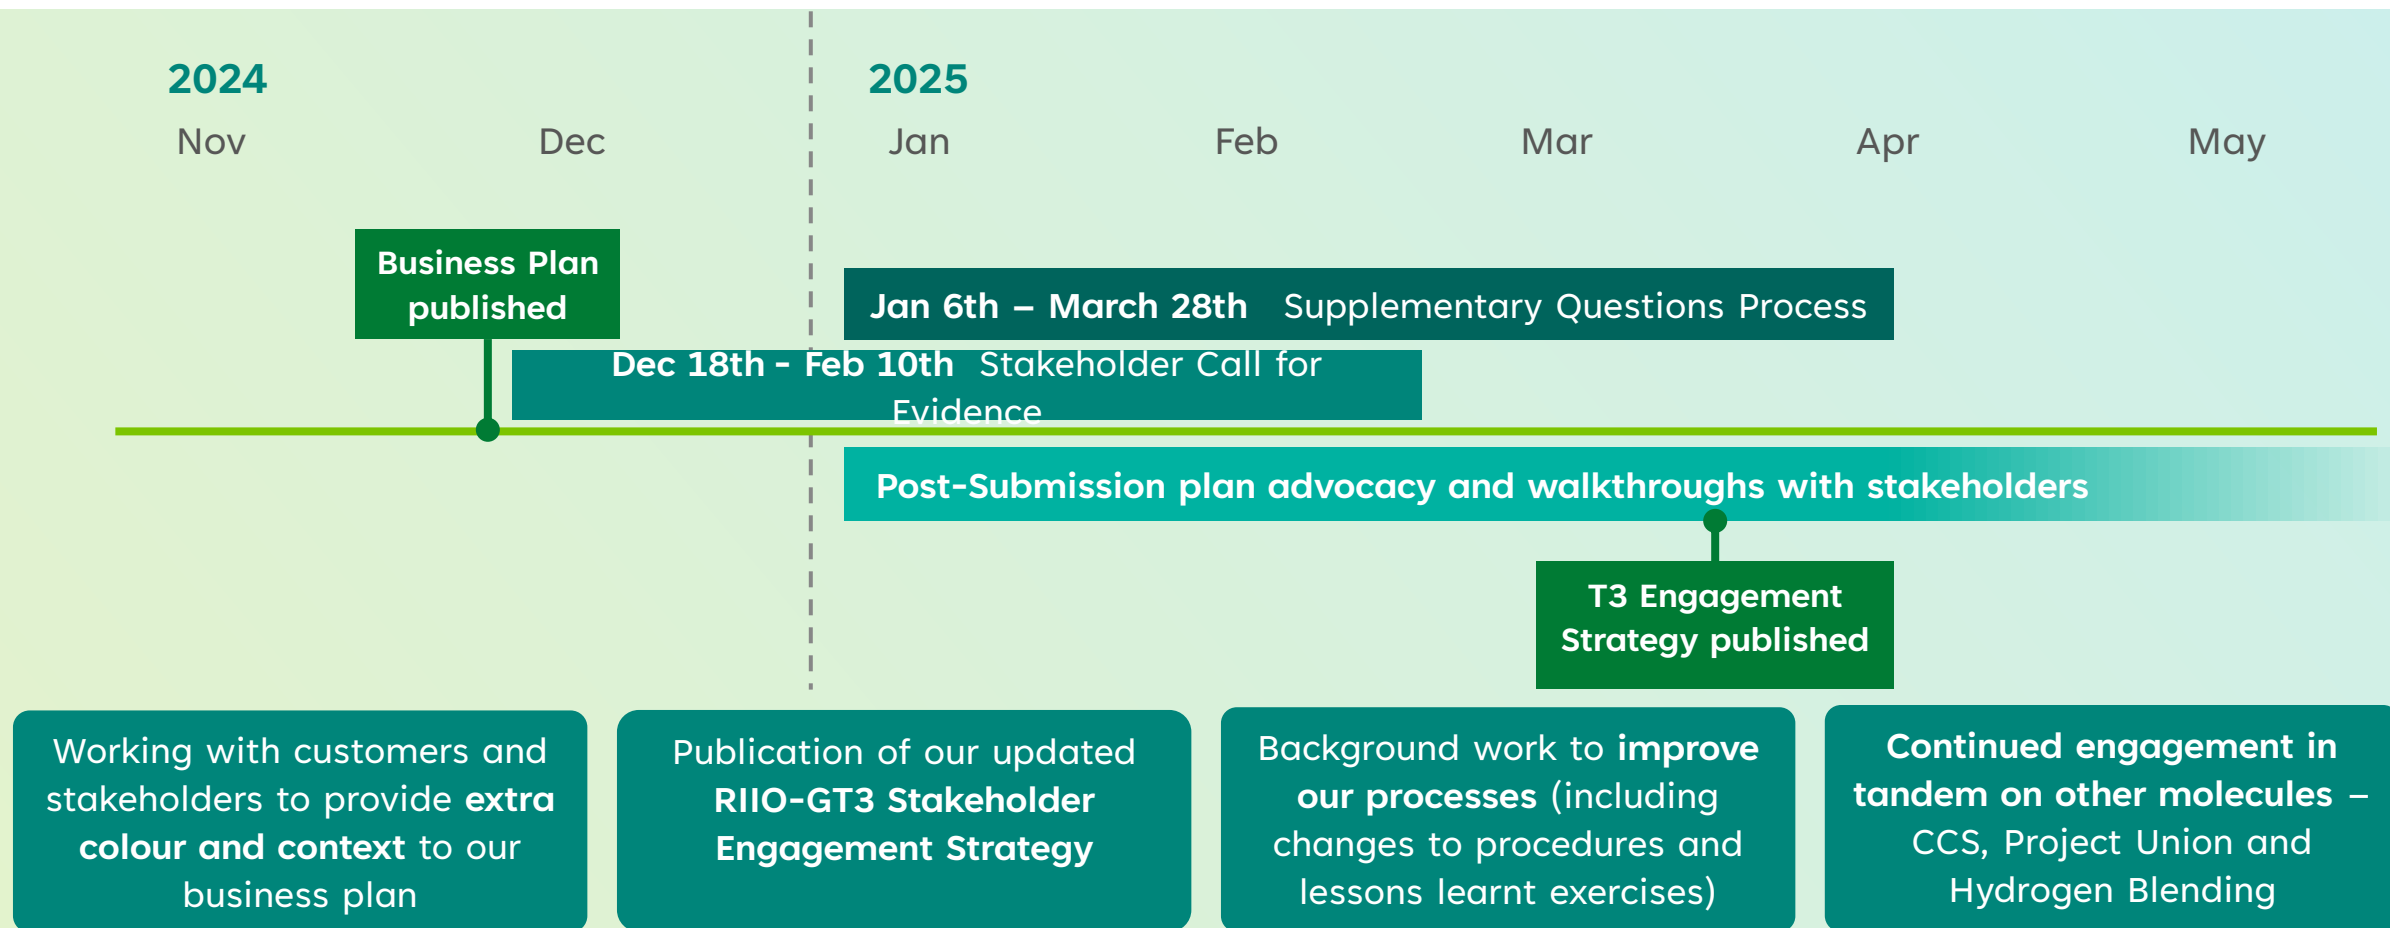 2024
2025
Nov
Dec
Jan
Feb
Mar
Apr
May
Business Plan
published
Jan 6th – March 28th Supplementary Questions Process
Dec 18th - Feb 10th Stakeholder Call for
Evidence
Post-Submission plan advocacy and walkthroughs with stakeholders
T3 Engagement
Strategy published
Working with customers and
stakeholders to provide extra
colour and context to our
business plan
Publication of our updated
RIIO-GT3 Stakeholder
Engagement Strategy
Background work to improve
our processes (including
changes to procedures and
lessons learnt exercises)
Continued engagement in
tandem on other molecules –
CCS, Project Union and
Hydrogen Blending